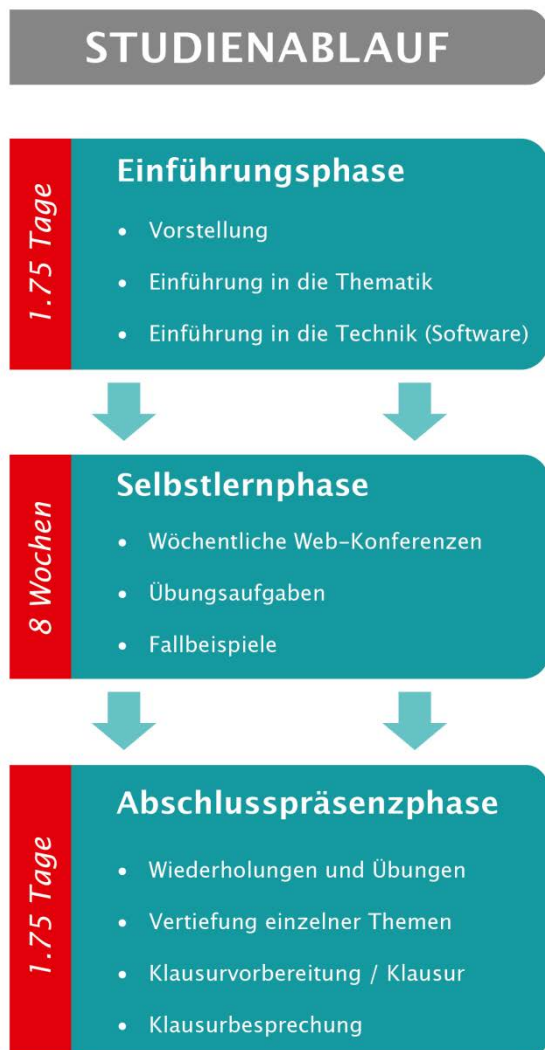 STUDIENABLAUF
1.75 Tage
Einführungsphase
• Vorstellung
• Einführung in die Thematik
• Einführung in die Technik (Software)
8 Wochen
Selbstlernphase
• Wöchentliche Web-Konferenzen
• Übungsaufgaben
• Fallbeispiele
1.75 Tage
Abschlusspräsenzphase
• Wiederholungen und Übungen
• Vertiefung einzelner Themen
• Klausurvorbereitung / Klausur
• Klausurbesprechung